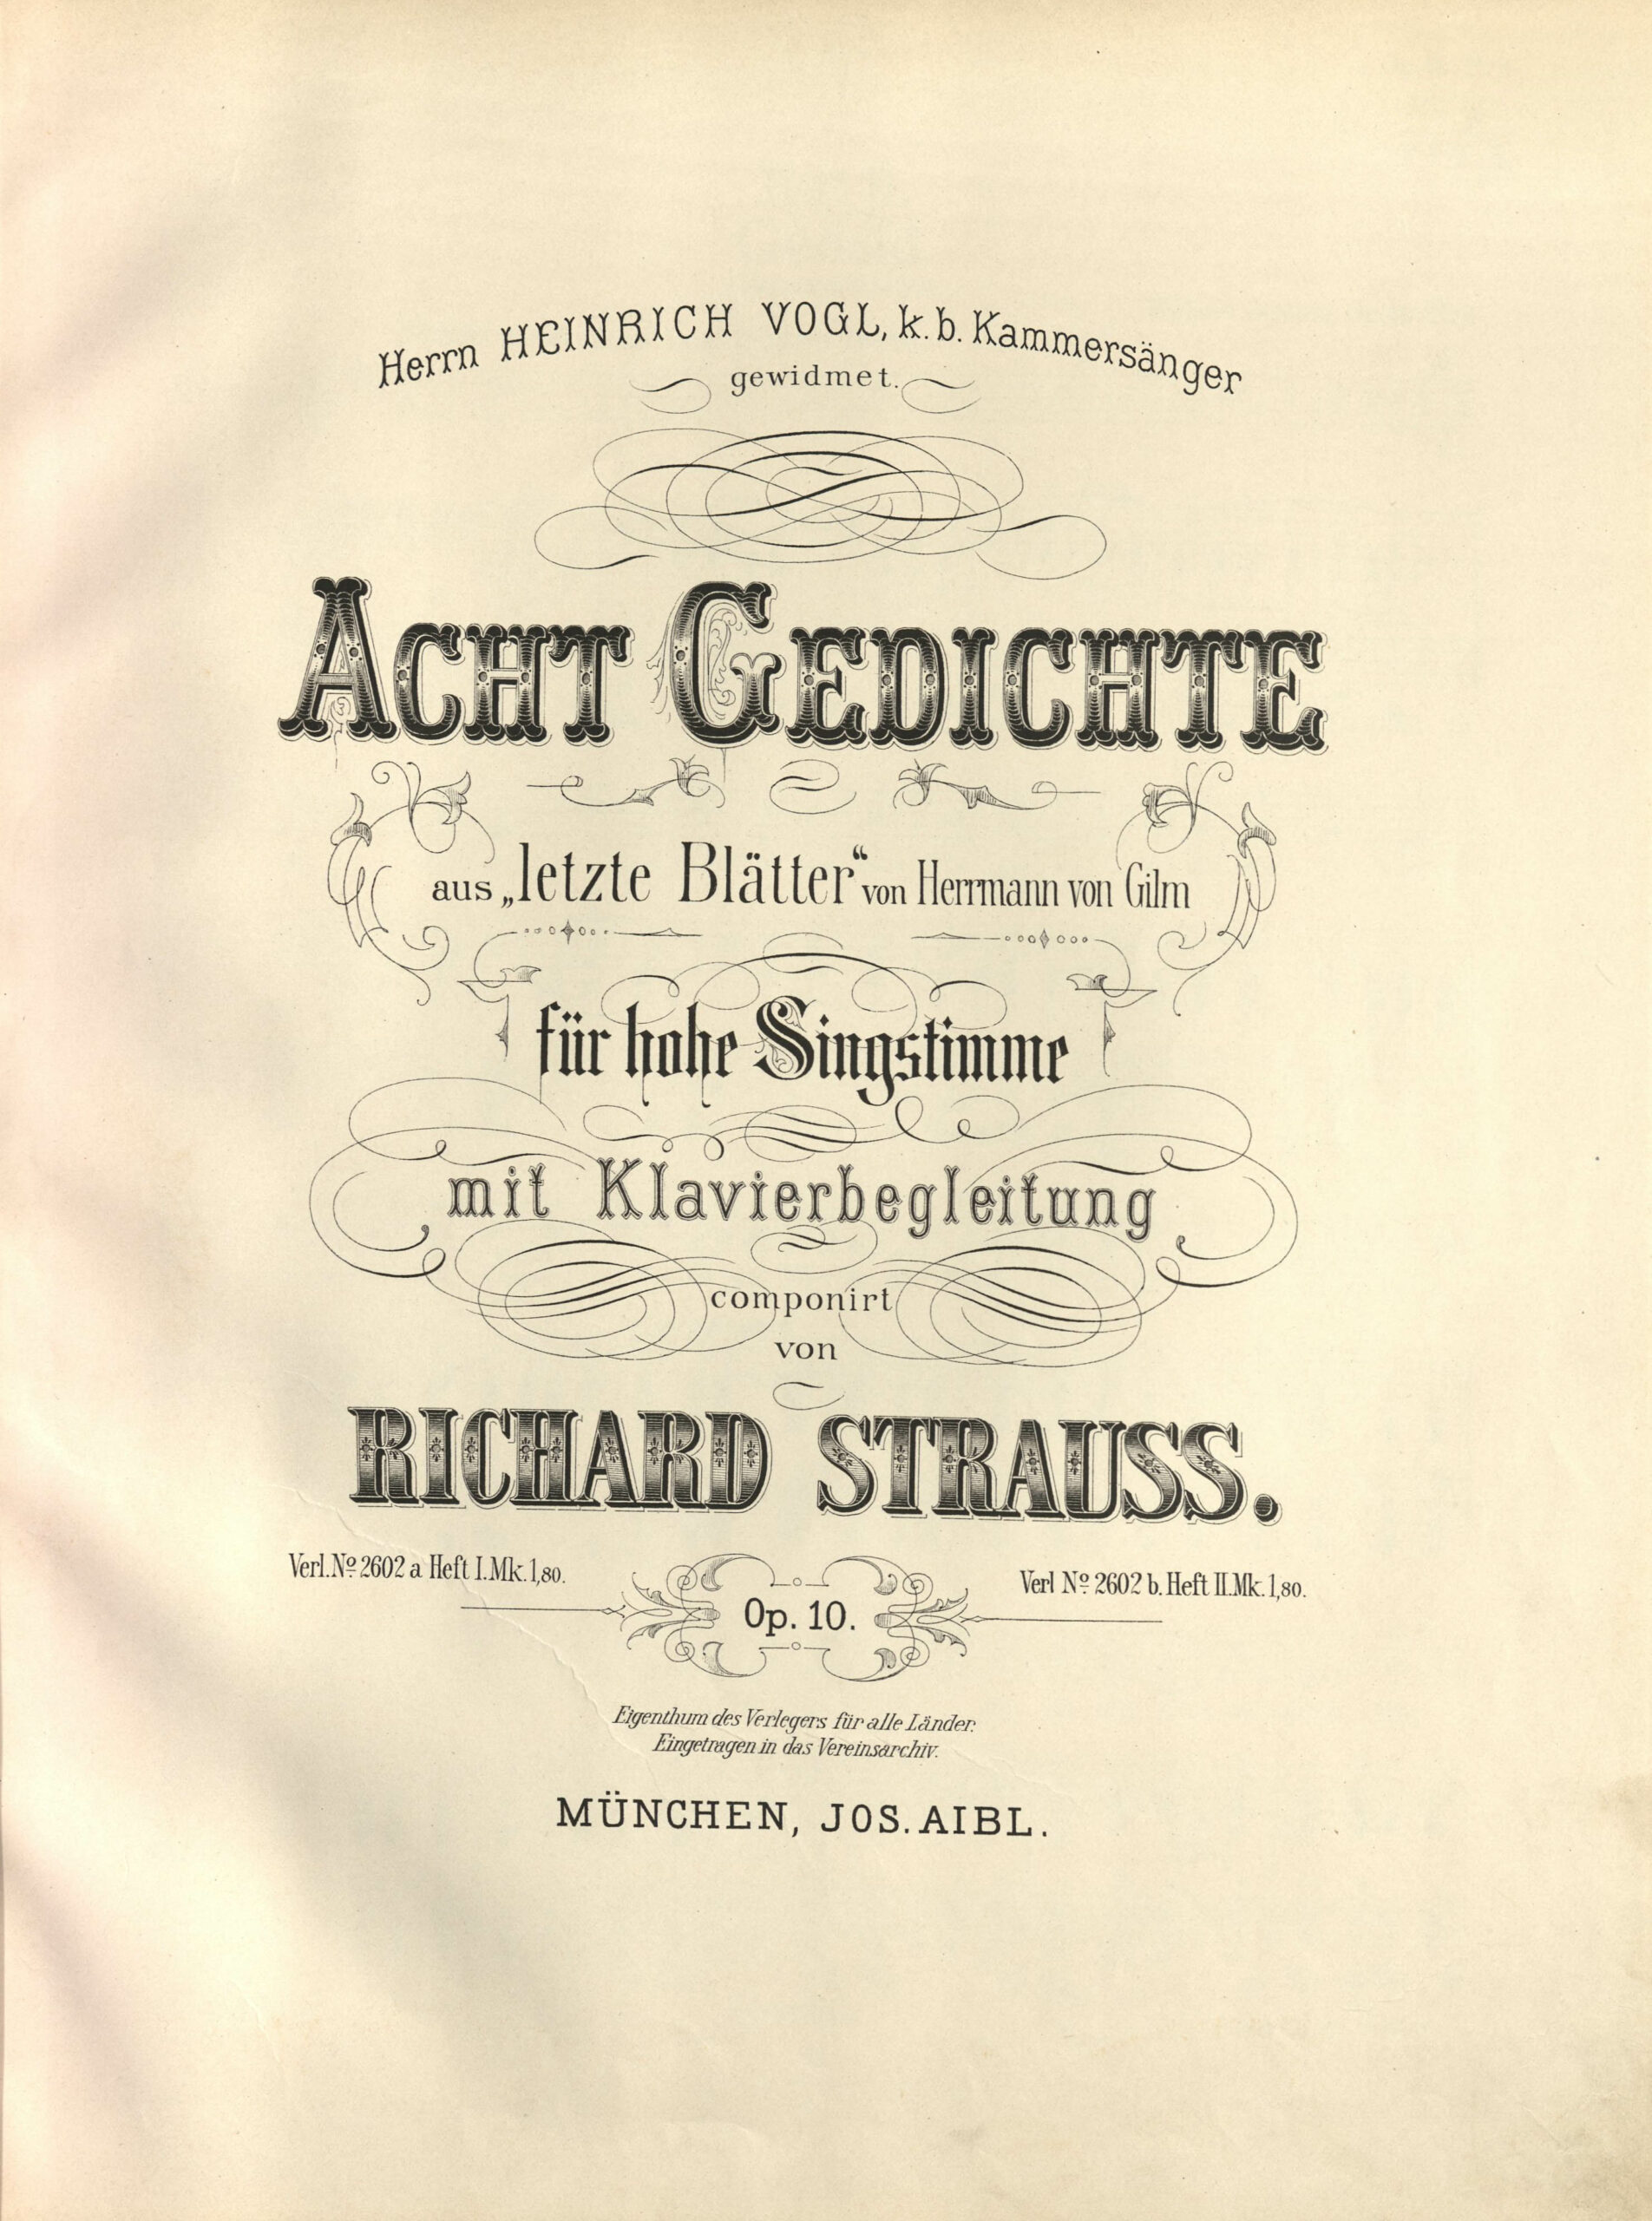 Herrn HEINRICH VOGL, k. b. Kammersänger
gewidmet.
ACHT GEDICHTE
aus „letzte Blätter“ von Herrmann von Gilm
für hohe Singstimme
mit Klavierbegleitung
componirt
von
RICHARD STRAUSS.
Verl. No 2602 a Heft I. Mk. 1,80.
Verl No 2602 b. Heft II. Mk. 1,80.
Op. 10.
Eigenthum des Verlegers für alle Länder.
Eingetragen in das Vereinsarchiv.
MÜNCHEN, JOS. AIBL.